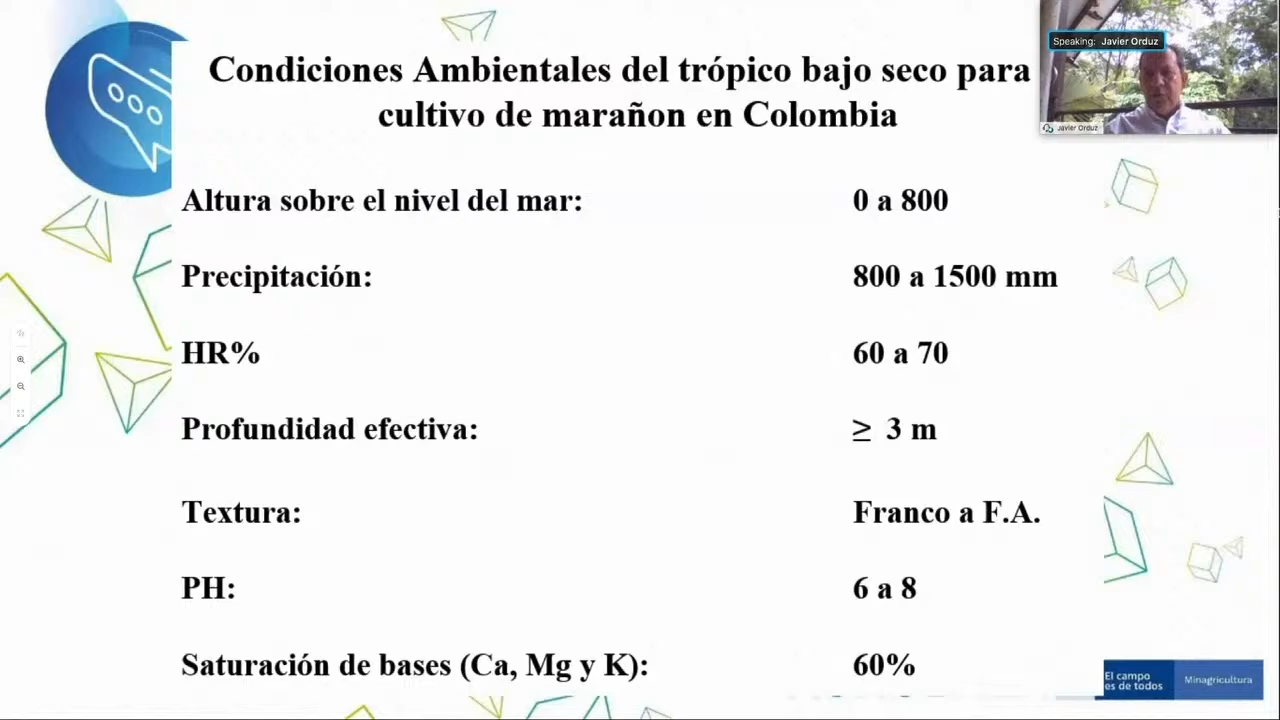 Condiciones Ambientales del trópico bajo seco para
cultivo de marañon en Colombia
Speaking: Javier Orduz
Javier Orduz
Altura sobre el nivel del mar: 0 a 800
Precipitación: 800 a 1500 mm
HR% 60 a 70
Profundidad efectiva: ≥ 3 m
Textura: Franco a F.A.
PH: 6 a 8
Saturación de bases (Ca, Mg y K): 60%
El campo
es de todos
Minagricultura